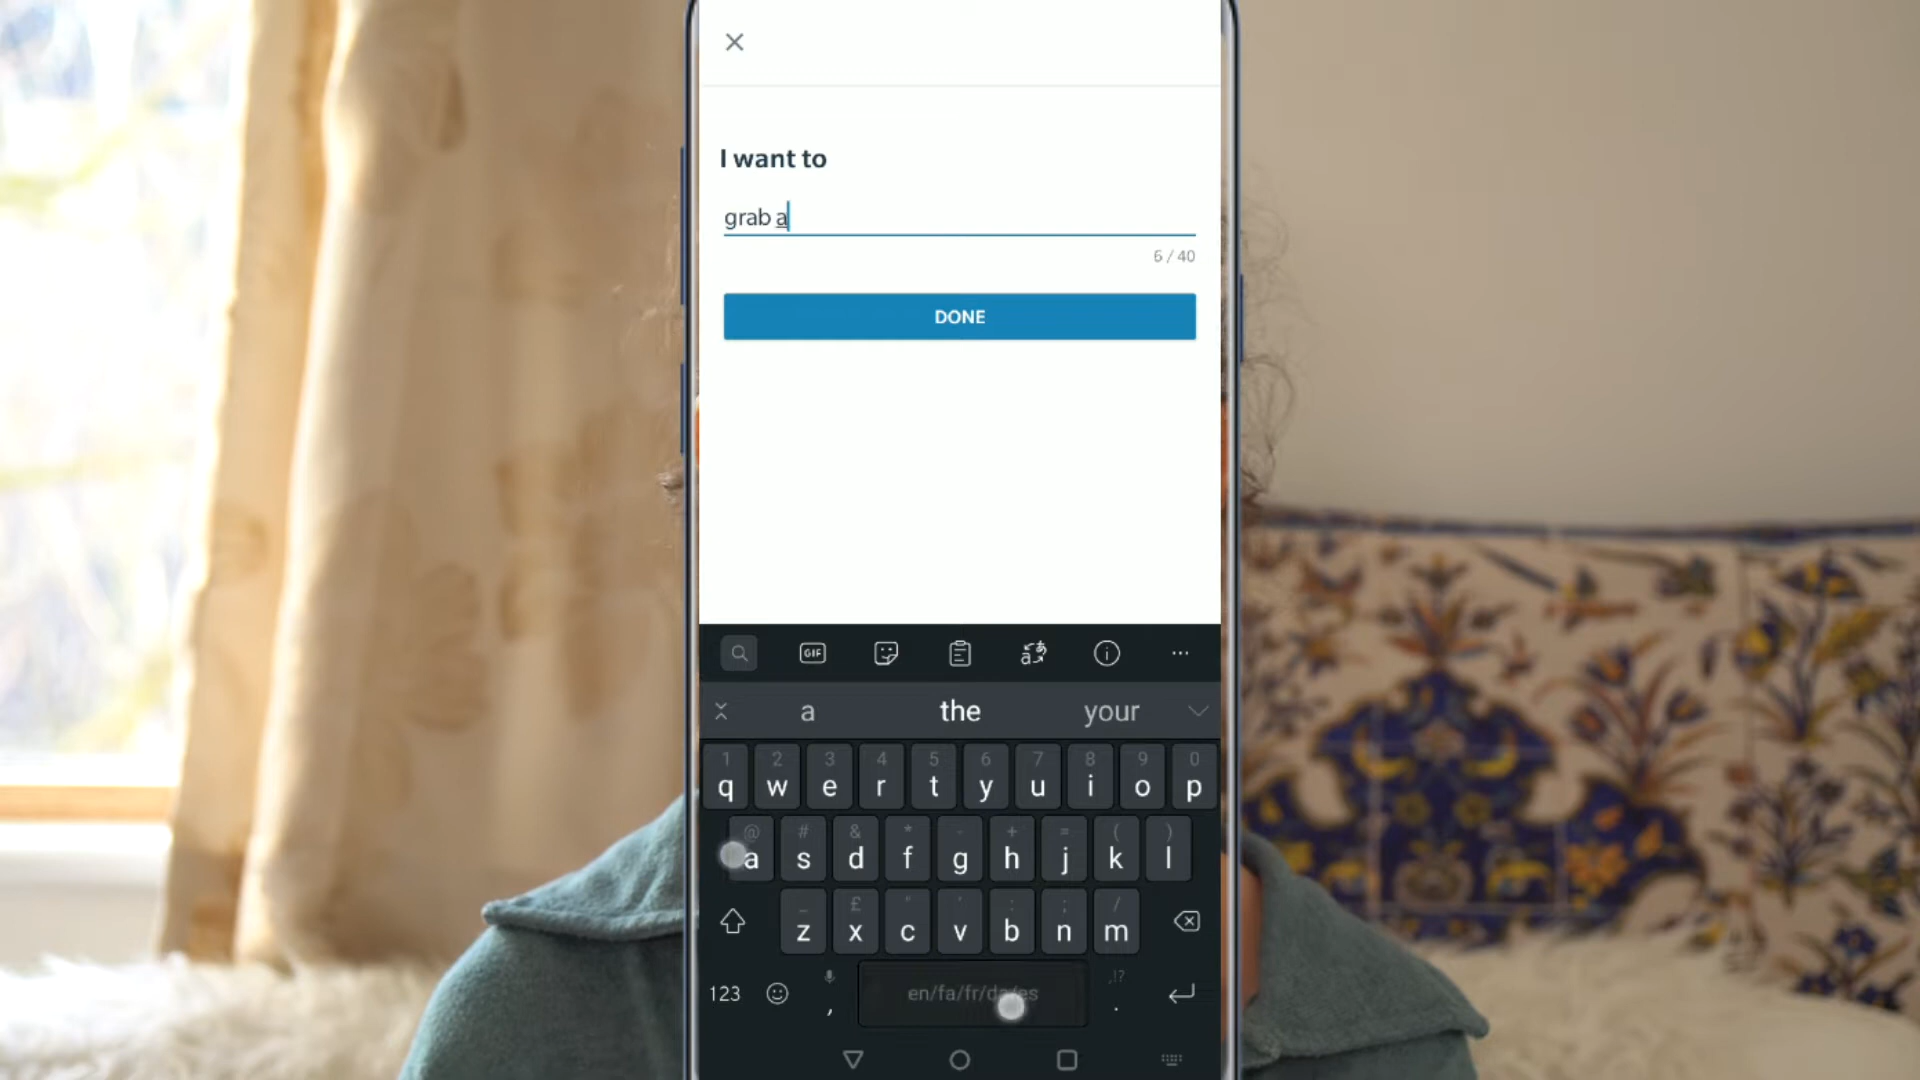 I want to
grab a
6 / 40
DONE
GIF
a the your
1 2 3 4 5 6 7 8 9 0
q w e r t y u i o p
@ # & * - + = ( )
a s d f g h j k l
_ £ " ' : ; /
z x c v b n m
,!?
123 , en/fa/fr/da/es .